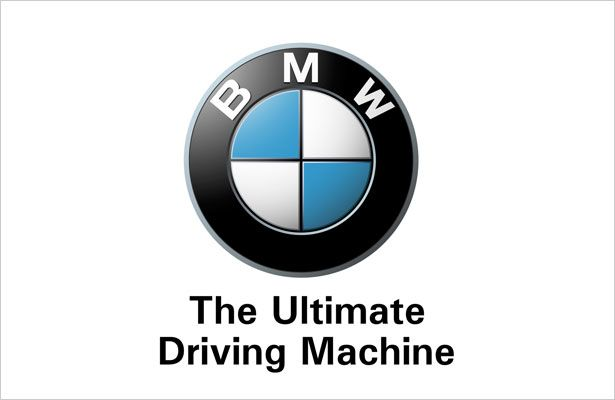 BMW
The Ultimate
Driving Machine